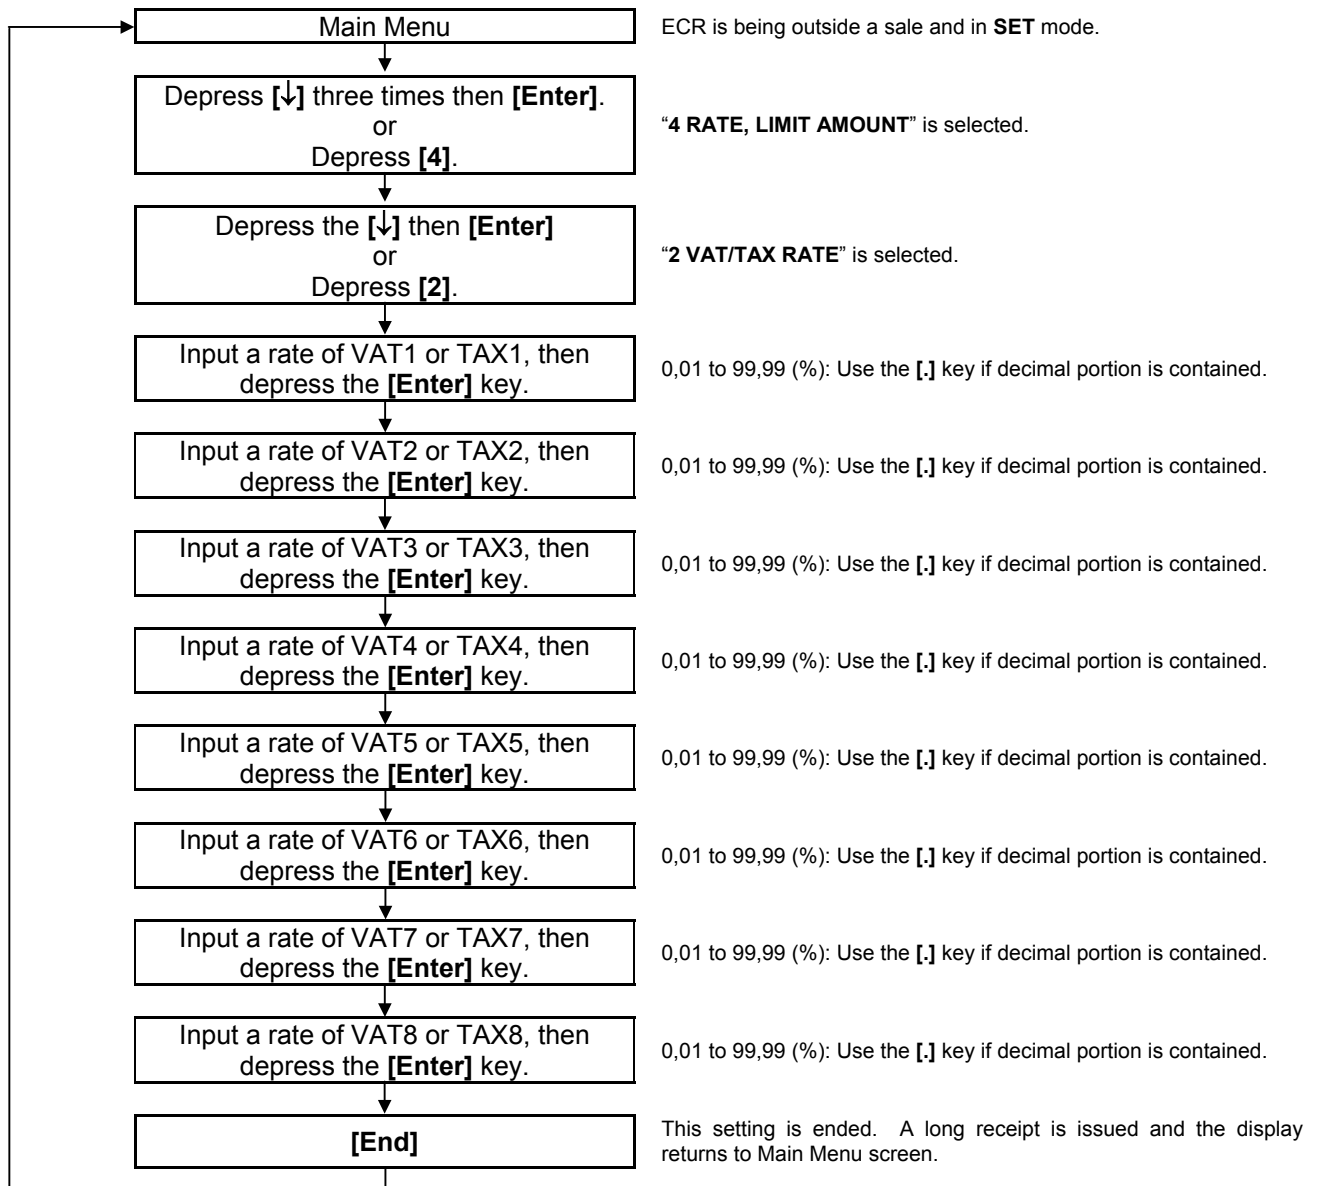 Main Menu
ECR is being outside a sale and in SET mode.
Depress [↓] three times then [Enter].
or
Depress [4].
“4 RATE, LIMIT AMOUNT” is selected.
Depress the [↓] then [Enter]
or
Depress [2].
“2 VAT/TAX RATE” is selected.
Input a rate of VAT1 or TAX1, then
depress the [Enter] key.
0,01 to 99,99 (%): Use the [.] key if decimal portion is contained.
Input a rate of VAT2 or TAX2, then
depress the [Enter] key.
0,01 to 99,99 (%): Use the [.] key if decimal portion is contained.
Input a rate of VAT3 or TAX3, then
depress the [Enter] key.
0,01 to 99,99 (%): Use the [.] key if decimal portion is contained.
Input a rate of VAT4 or TAX4, then
depress the [Enter] key.
0,01 to 99,99 (%): Use the [.] key if decimal portion is contained.
Input a rate of VAT5 or TAX5, then
depress the [Enter] key.
0,01 to 99,99 (%): Use the [.] key if decimal portion is contained.
Input a rate of VAT6 or TAX6, then
depress the [Enter] key.
0,01 to 99,99 (%): Use the [.] key if decimal portion is contained.
Input a rate of VAT7 or TAX7, then
depress the [Enter] key.
0,01 to 99,99 (%): Use the [.] key if decimal portion is contained.
Input a rate of VAT8 or TAX8, then
depress the [Enter] key.
0,01 to 99,99 (%): Use the [.] key if decimal portion is contained.
[End]
This setting is ended. A long receipt is issued and the display
returns to Main Menu screen.